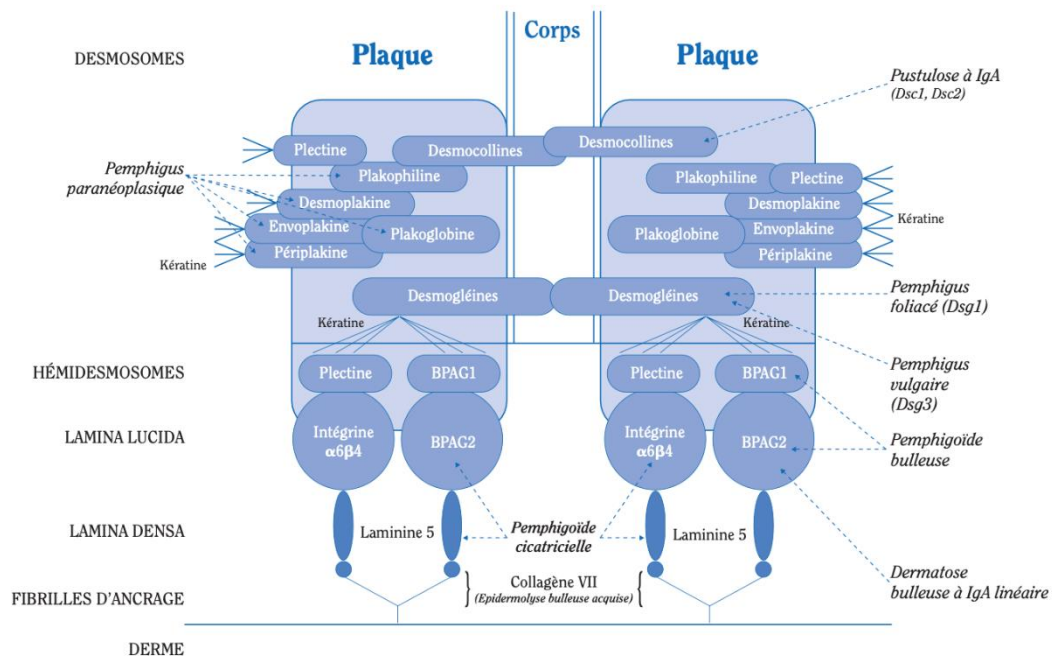 Corps
DESMOSOMES
Plaque
Plaque
Pustulose à IgA
(Dsc1, Dsc2)
Desmocollines
Desmocollines
Plectine
Plakophiline
Plakophiline
Plectine
Pemphigus
paranéoplasique
Desmoplakine
Desmoplakine
Envoplakine
Plakoglobine
Plakoglobine
Envoplakine
Kératine
Périplakine
Périplakine
Kératine
Desmogléines
Desmogléines
Pemphigus
foliacé (Dsg1)
Kératine
Kératine
HÉMIDESMOSOMES
Plectine
BPAG1
Plectine
BPAG1
Pemphigus
vulgaire
(Dsg3)
LAMINA LUCIDA
Intégrine
α6β4
BPAG2
Intégrine
α6β4
BPAG2
Pemphigoïde
bulleuse
LAMINA DENSA
Laminine 5
Pemphigoïde
cicatricielle
Laminine 5
FIBRILLES D'ANCRAGE
Collagène VII
(Epidermolyse bulleuse acquise)
Dermatose
bulleuse à IgA linéaire
DERME